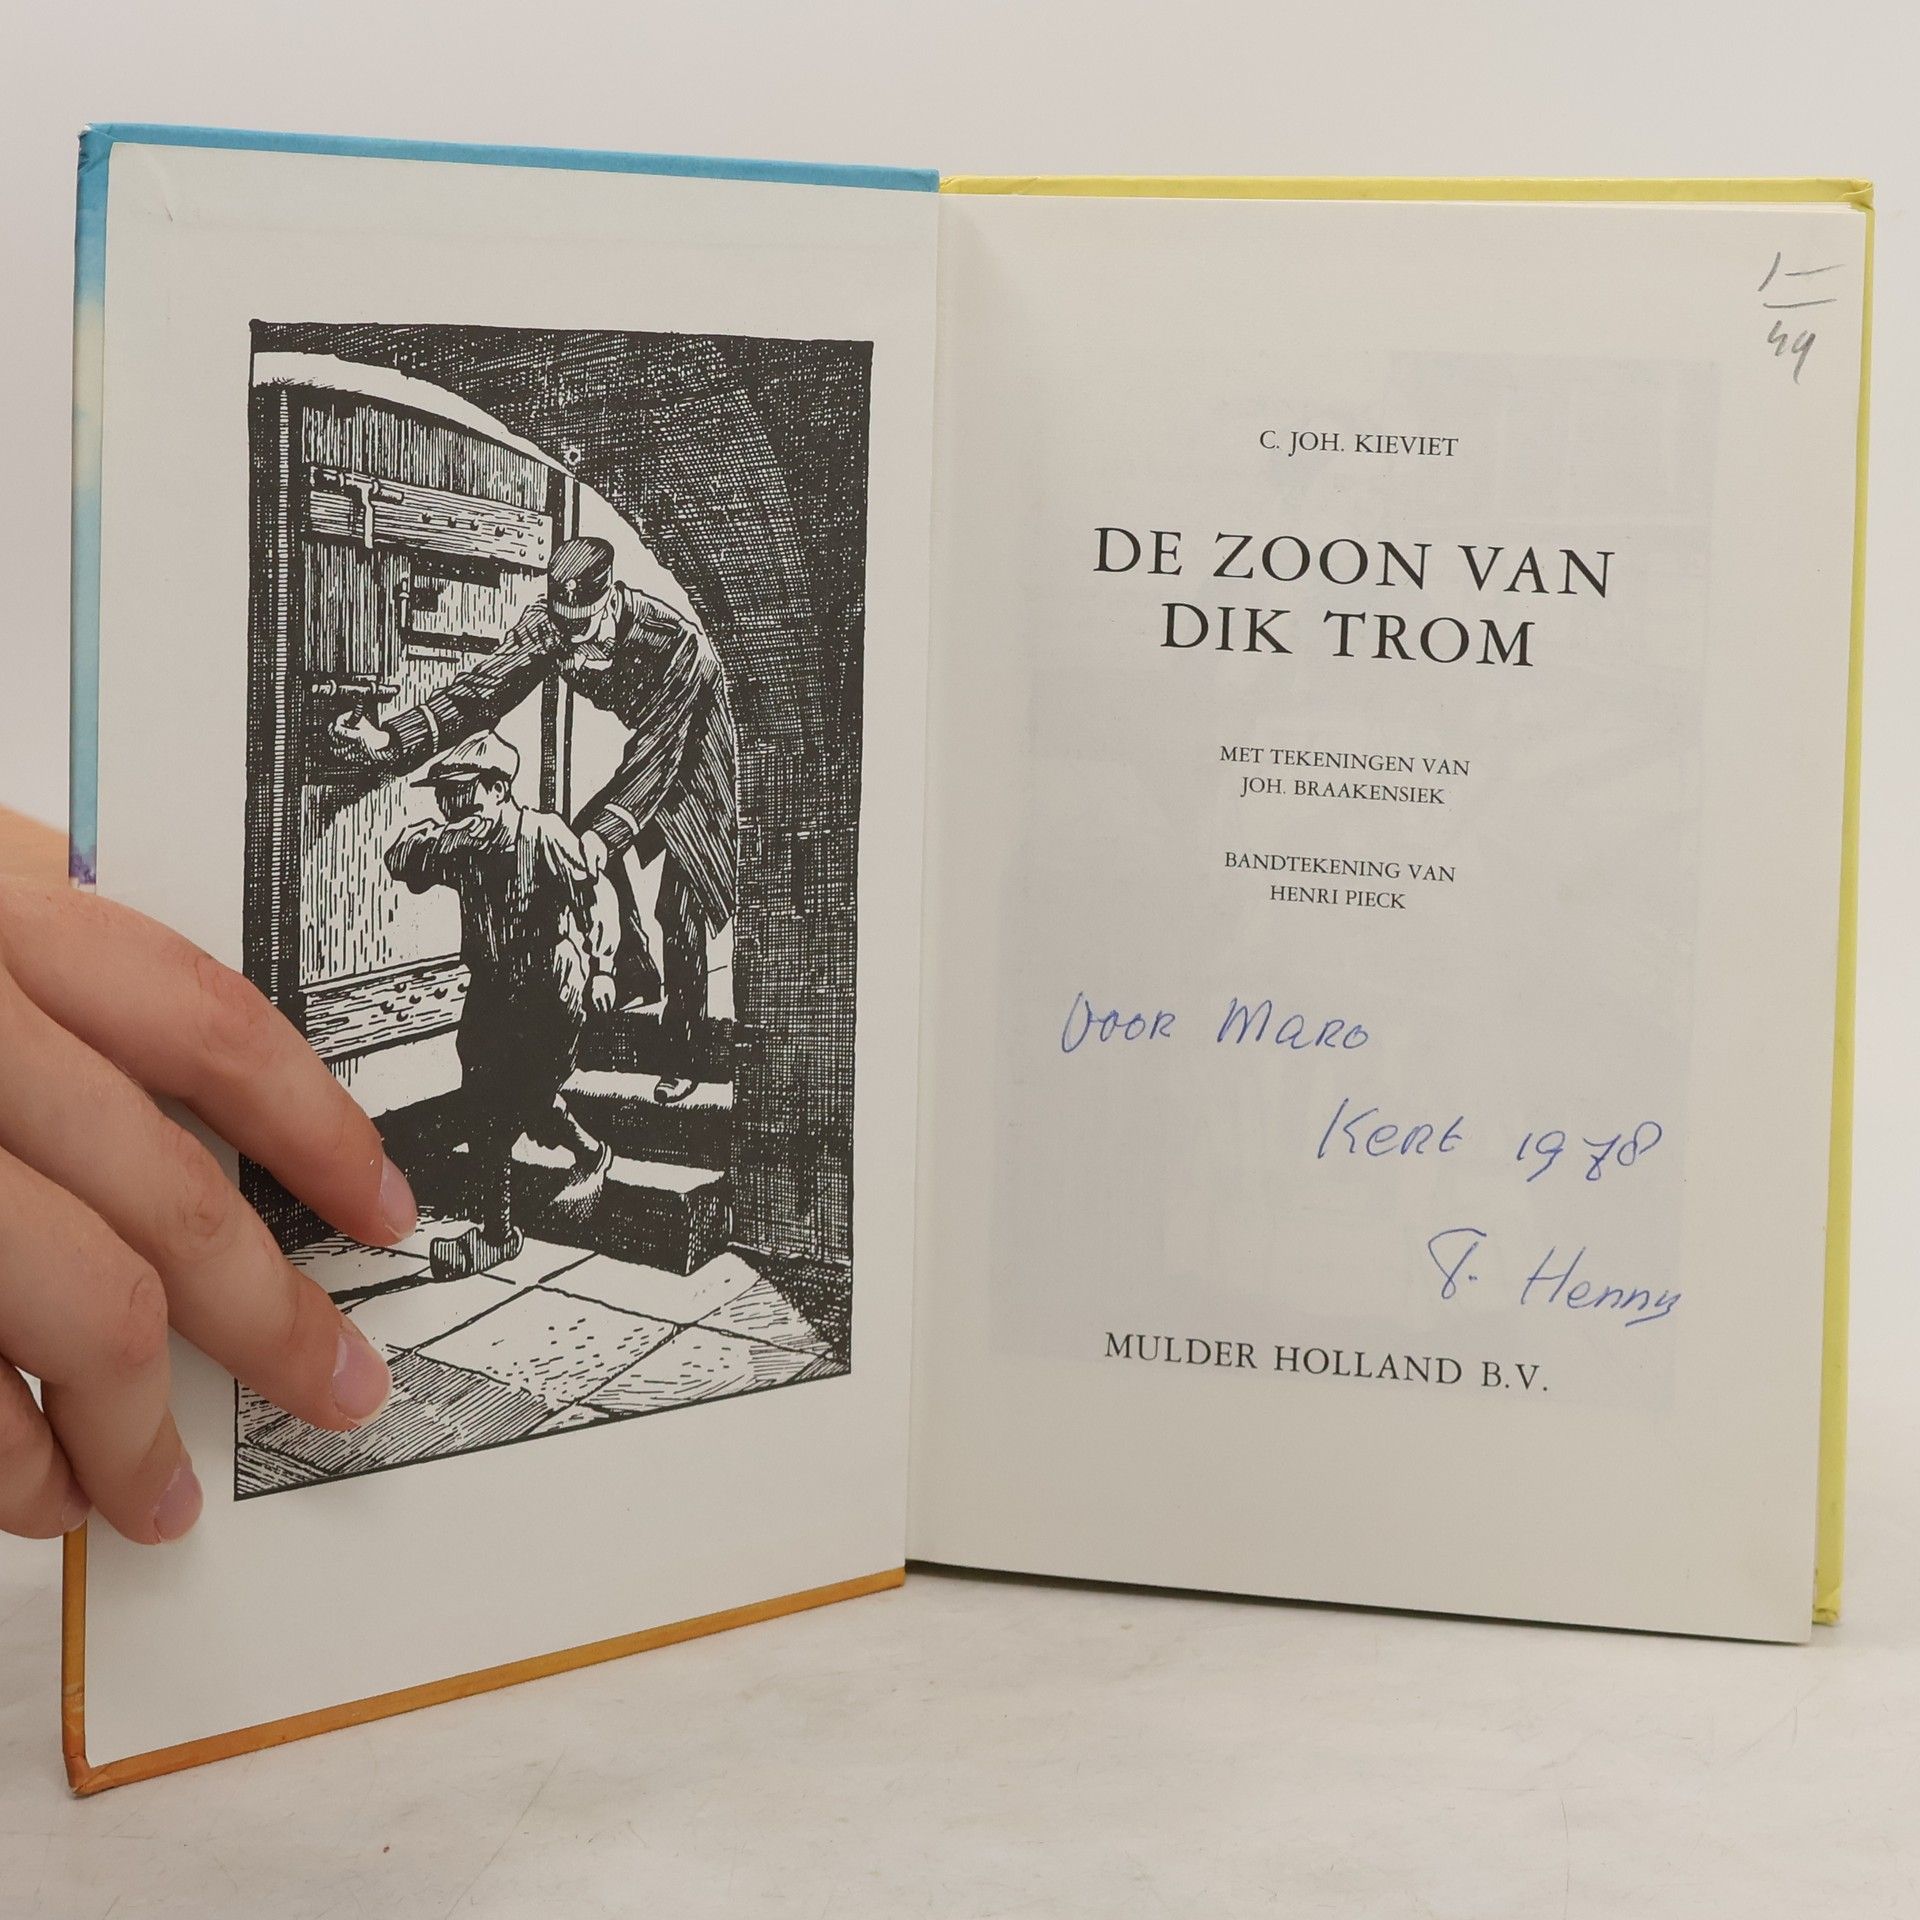 1—
44
C. JOH. KIEVIET
DE ZOON VAN
DIK TROM
MET TEKENINGEN VAN
JOH. BRAAKENSIEK
BANDTEKENING VAN
HENRI PIECK
Voor Maro
Kert 1978
T. Henny
MULDER HOLLAND B.V.